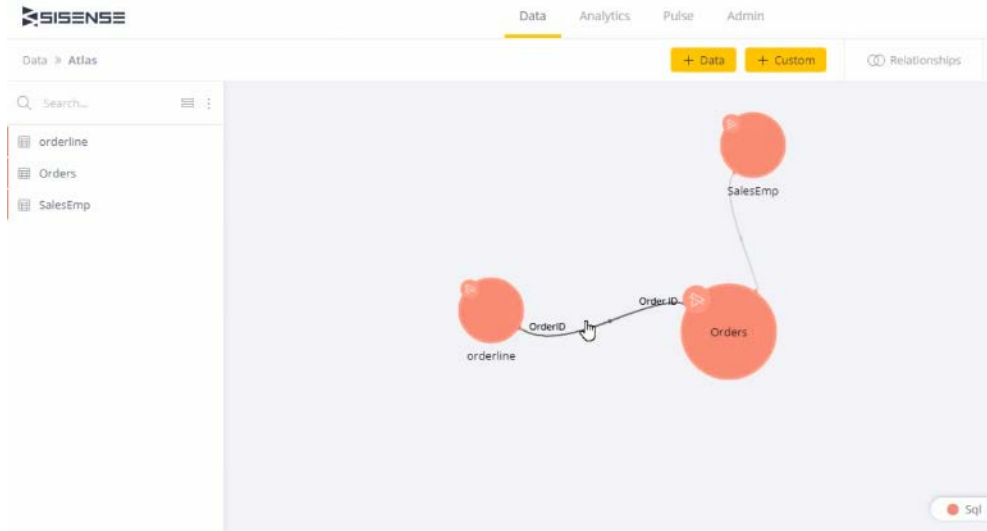 SISENSE
Data Analytics Pulse Admin
Data » Atlas
+ Data + Custom Relationships
Search...
orderline
Orders
SalesEmp
SalesEmp
Order ID
OrderID
Orders
orderline
Sql